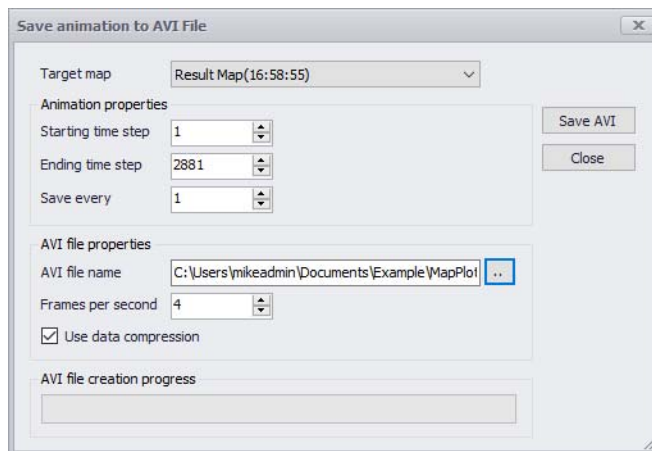 Save animation to AVI File
Target map Result Map(16:58:55)
Animation properties
Starting time step 1
Save AVI
Ending time step 2881
Close
Save every 1
AVI file properties
AVI file name C:\Users\mikeadmin\Documents\Example\MapPlot ..
Frames per second 4
Use data compression
AVI file creation progress